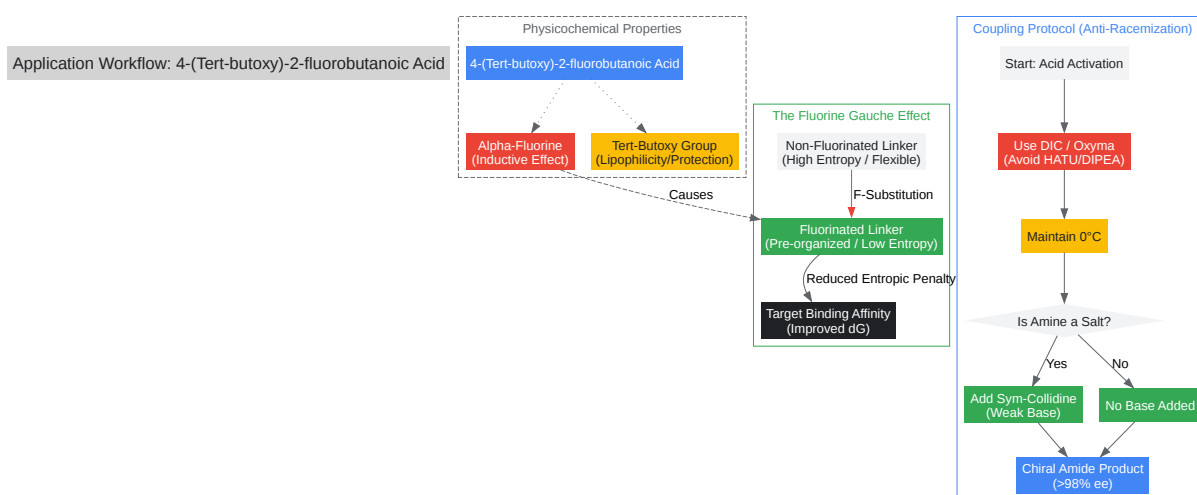 Application Workflow: 4-(Tert-butoxy)-2-fluorobutanoic Acid
Physicochemical Properties
4-(Tert-butoxy)-2-fluorobutanoic Acid
Alpha-Fluorine
(Inductive Effect)
Tert-Butoxy Group
(Lipophilicity/Protection)
Causes
The Fluorine Gauche Effect
Non-Fluorinated Linker
(High Entropy / Flexible)
F-Substitution
Fluorinated Linker
(Pre-organized / Low Entropy)
Reduced Entropic Penalty
Target Binding Affinity
(Improved dG)
Coupling Protocol (Anti-Racemization)
Start: Acid Activation
Use DIC / Oxyma
(Avoid HATU/DIPEA)
Maintain 0°C
Is Amine a Salt?
Yes
No
Add Sym-Collidine
(Weak Base)
No Base Added
Chiral Amide Product
(>98% ee)